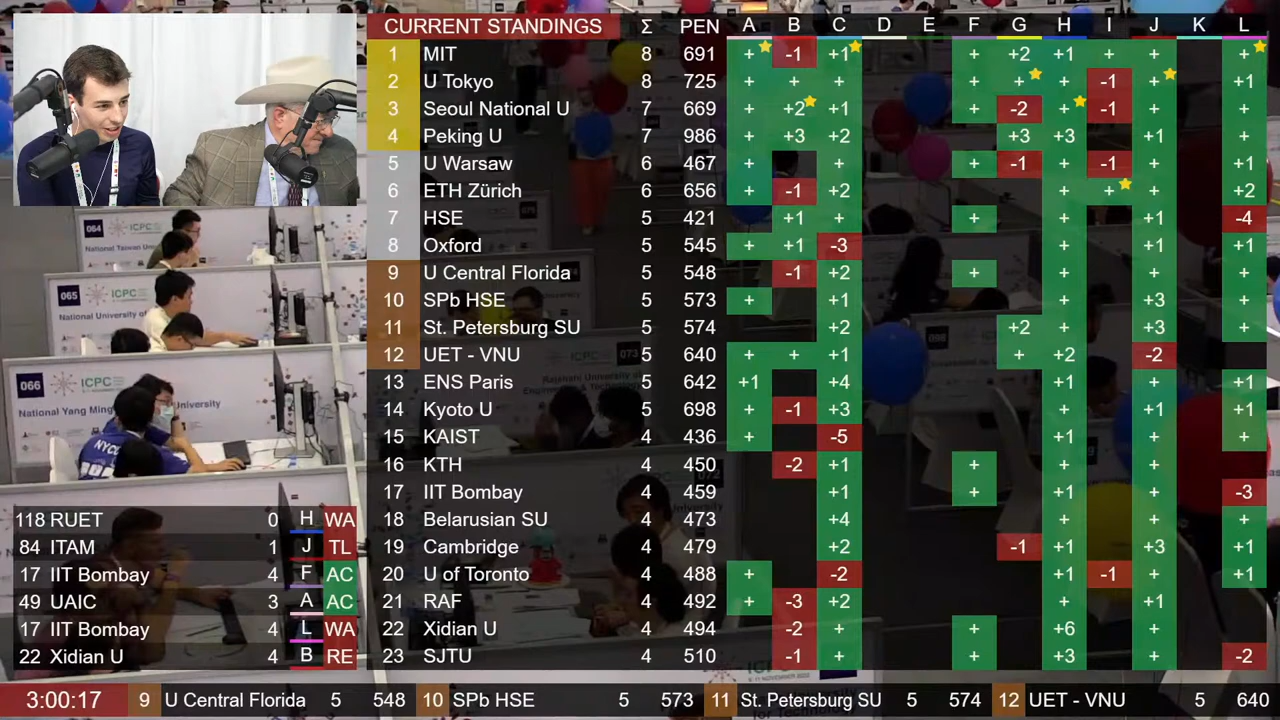 CURRENT STANDINGS Σ PEN A B C D E F G H I J K L
1 MIT 8 691 + -1 +1 + +2 +1 + + +
2 U Tokyo 8 725 + + + + + + -1 + +1
3 Seoul National U 7 669 + +2 +1 + -2 + -1 + +
4 Peking U 7 986 + +3 +2 +3 +3 +1 +
5 U Warsaw 6 467 + + + -1 + -1 + +1
6 ETH Zürich 6 656 + -1 +2 + + + +2
7 HSE 5 421 +1 + + + +1 -4
8 Oxford 5 545 + +1 -3 + +1 +1
9 U Central Florida 5 548 -1 +2 + + + +
10 SPb HSE 5 573 + +1 + +3 +
11 St. Petersburg SU 5 574 +2 +2 + +3 +
12 UET - VNU 5 640 + + +1 + +2 -2
13 ENS Paris 5 642 +1 +4 +1 + +1
14 Kyoto U 5 698 + -1 +3 + +1 +1
15 KAIST 4 436 + -5 +1 + +
16 KTH 4 450 -2 +1 + + +
17 IIT Bombay 4 459 +1 + +1 + -3
18 Belarusian SU 4 473 +4 + + +
19 Cambridge 4 479 +2 -1 +1 +3 +1
20 U of Toronto 4 488 + -2 +1 -1 + +1
21 RAF 4 492 + -3 +2 + +1
22 Xidian U 4 494 -2 + + +6 +
23 SJTU 4 510 -1 + + +3 + -2
064 ICPC
National Taiwan Un
065 ICPC
National University of
066 ICPC
National Yang Ming University
NYCU
073
072
118 RUET 0 H WA
84 ITAM 1 J TL
17 IIT Bombay 4 F AC
49 UAIC 3 A AC
17 IIT Bombay 4 L WA
22 Xidian U 4 B RE
3:00:17 9 U Central Florida 5 548 10 SPb HSE 5 573 11 St. Petersburg SU 5 574 12 UET - VNU 5 640